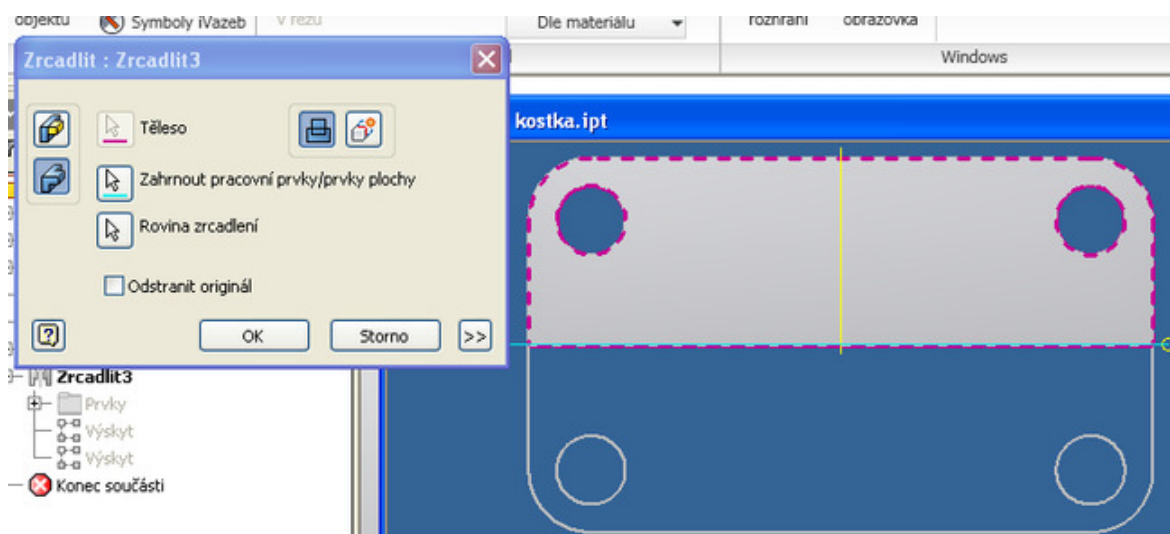 objektu Symboly iVazeb v řezu Dle materiálu rozhraní obrazovka
Windows
Zrcadlit : Zrcadlit3
Těleso
Zahrnout pracovní prvky/prvky plochy
Rovina zrcadlení
Odstranit originál
OK Storno >>
kostka.ipt
Zrcadlit3
Prvky
Výskyt
Výskyt
Konec součásti